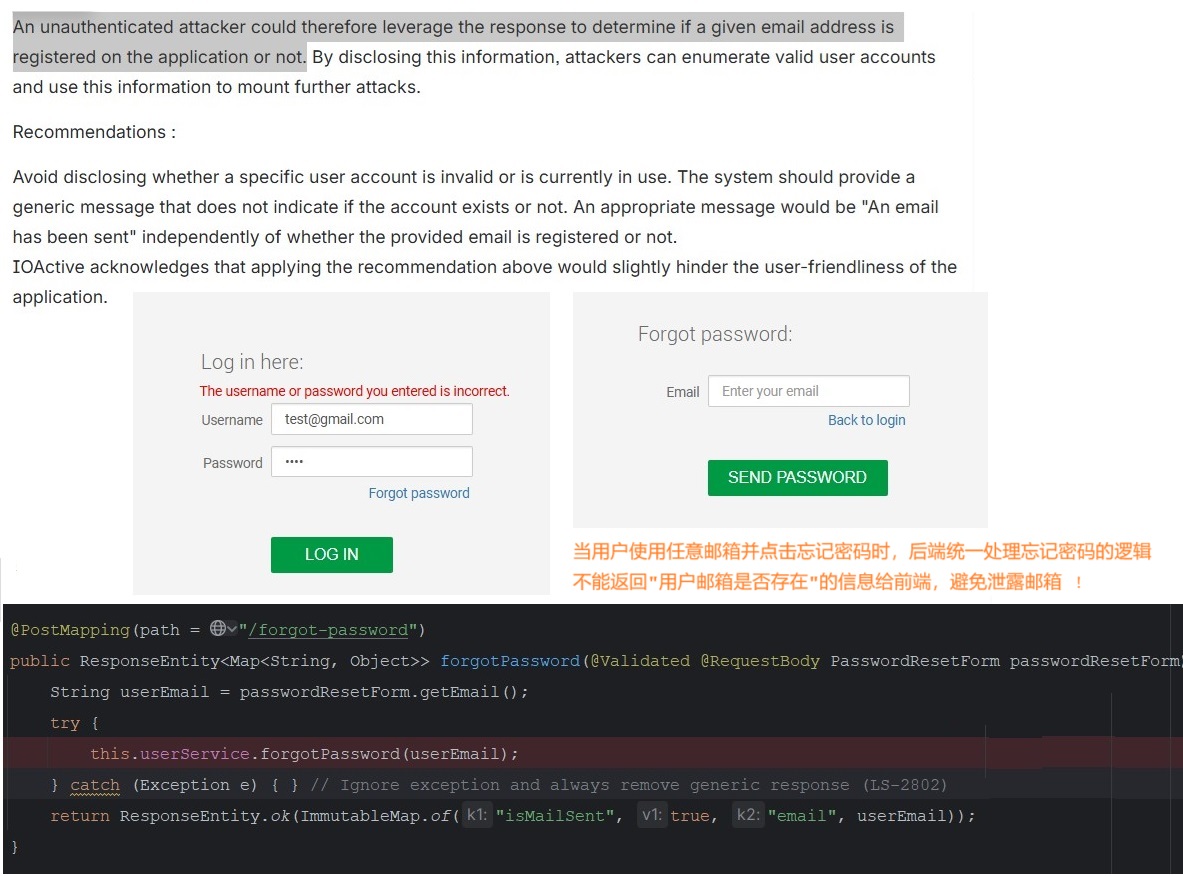 An unauthenticated attacker could therefore leverage the response to determine if a given email address is
registered on the application or not. By disclosing this information, attackers can enumerate valid user accounts
and use this information to mount further attacks.
Recommendations :
Avoid disclosing whether a specific user account is invalid or is currently in use. The system should provide a
generic message that does not indicate if the account exists or not. An appropriate message would be "An email
has been sent" independently of whether the provided email is registered or not.
IOActive acknowledges that applying the recommendation above would slightly hinder the user-friendliness of the
application.
Log in here:
The username or password you entered is incorrect.
Username test@gmail.com
Password ••••
Forgot password
LOG IN
Forgot password:
Email Enter your email
Back to login
SEND PASSWORD
当用户使用任意邮箱并点击忘记密码时，后端统一处理忘记密码的逻辑
不能返回"用户邮箱是否存在"的信息给前端，避免泄露邮箱 ！
@PostMapping(path = "/forgot-password")
public ResponseEntity<Map<String, Object>> forgotPassword(@Validated @RequestBody PasswordResetForm passwordResetForm)
String userEmail = passwordResetForm.getEmail();
try {
this.userService.forgotPassword(userEmail);
} catch (Exception e) { } // Ignore exception and always remove generic response (LS-2802)
return ResponseEntity.ok(ImmutableMap.of( k1: "isMailSent", v1: true, k2: "email", userEmail));
}